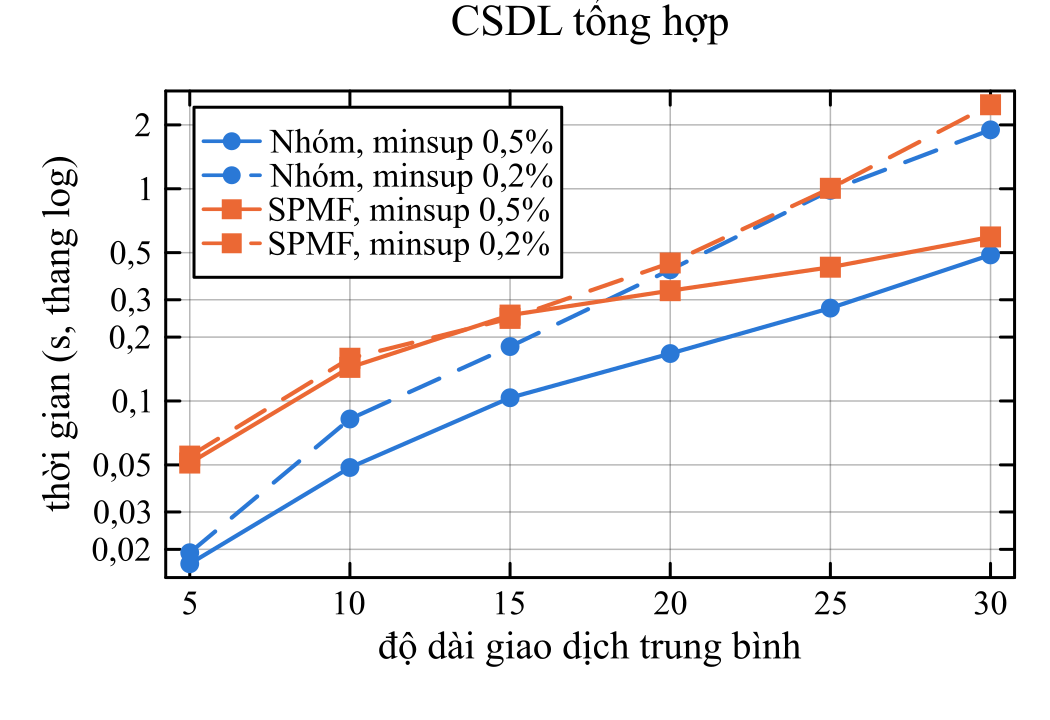 CSDL tổng hợp
Nhóm, minsup 0,5%
Nhóm, minsup 0,2%
SPMF, minsup 0,5%
SPMF, minsup 0,2%
thời gian (s, thang log)
2
1
0,5
0,3
0,2
0,1
0,05
0,03
0,02
5 10 15 20 25 30
độ dài giao dịch trung bình